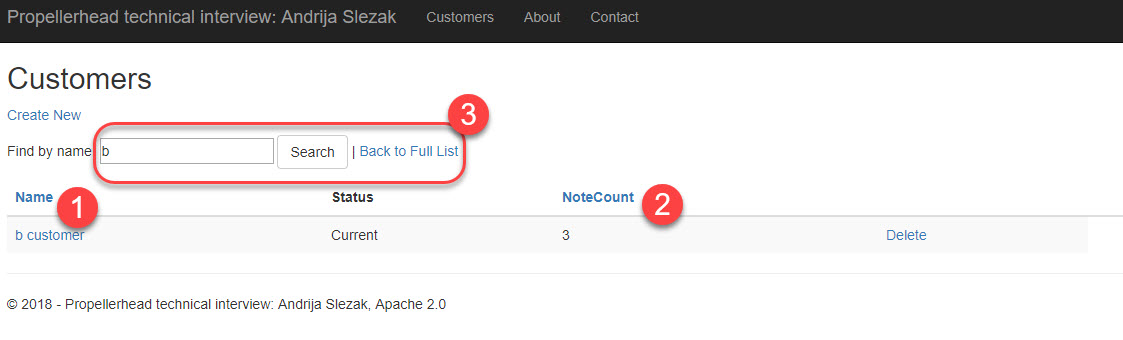 Propellerhead technical interview: Andrija Slezak Customers About Contact
Customers
Create New
3
Find by name: b Search | Back to Full List
Name 1 Status NoteCount 2
b customer Current 3 Delete
© 2018 - Propellerhead technical interview: Andrija Slezak, Apache 2.0